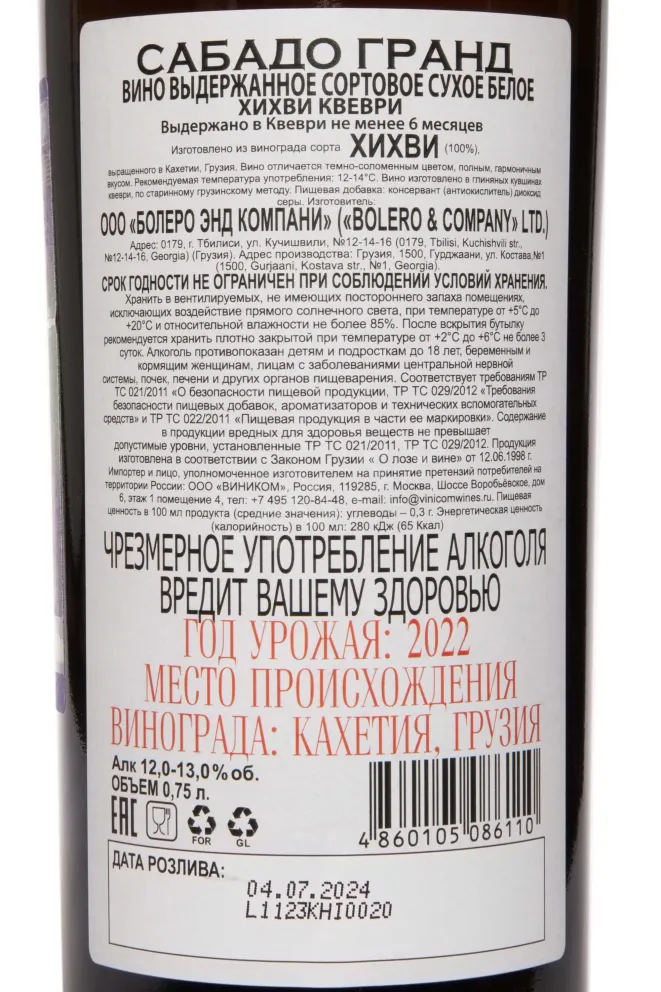 САБАДО ГРАНД
ВИНО ВЫДЕРЖАННОЕ СОРТОВОЕ СУХОЕ БЕЛОЕ
ХИХВИ КВЕВРИ
Выдержано в Квеври не менее 6 месяцев
Изготовлено из винограда сорта ХИХВИ (100%),
выращенного в Кахетии, Грузия. Вино отличается темно-соломенным цветом, полным, гармоничным
вкусом. Рекомендуемая температура употребления: 12-14°С. Вино изготовлено в глиняных кувшинах
квеври, по старинному грузинскому методу. Пищевая добавка: консервант (антиокислитель) диоксид
серы. Изготовитель:
ООО «БОЛЕРО ЭНД КОМПАНИ» («BOLERO & COMPANY» LTD.)
Адрес: 0179, г. Тбилиси, ул. Кучишвили, №12-14-16 (0179, Tbilisi, Kuchishvili str.,
№12-14-16, Georgia) (Грузия). Адрес производства: Грузия, 1500, Гурджаани, ул. Костава,№1
(1500, Gurjaani, Kostava str., №1, Georgia).
СРОК ГОДНОСТИ НЕ ОГРАНИЧЕН ПРИ СОБЛЮДЕНИИ УСЛОВИЙ ХРАНЕНИЯ.
Хранить в вентилируемых, не имеющих постороннего запаха помещениях,
исключающих воздействие прямого солнечного света, при температуре от +5°С до
+20°С и относительной влажности не более 85%. После вскрытия бутылку
рекомендуется хранить плотно закрытой при температуре от +2°С до +6°С не более 3
суток. Алкоголь противопоказан детям и подросткам до 18 лет, беременным и
кормящим женщинам, лицам с заболеваниями центральной нервной
системы, почек, печени и других органов пищеварения. Соответствует требованиям ТР
ТС 021/2011 «О безопасности пищевой продукции, ТР ТС 029/2012 «Требования
безопасности пищевых добавок, ароматизаторов и технических вспомогательных
средств» и ТР ТС 022/2011 «Пищевая продукция в части ее маркировки». Содержание
в продукции вредных для здоровья веществ не превышает
допустимые уровни, установленные ТР ТС 021/2011, ТР ТС 029/2012. Продукция
изготовлена в соответствии с Законом Грузии « О лозе и вине» от 12.06.1998 г.
Импортер и лицо, уполномоченное изготовителем на принятие претензий потребителей на
территории России: ООО «ВИНИКОМ», Россия, 119285, г. Москва, Шоссе Воробьёвское, дом
6, этаж 1 помещение 4, тел: +7 495 120-84-48, e-mail: info@vinicomwines.ru. Пищевая
ценность в 100 мл продукта (средние значения): углеводы – 0,3 г. Энергетическая ценность
(калорийность) в 100 мл: 280 кДж (65 Ккал)
ЧРЕЗМЕРНОЕ УПОТРЕБЛЕНИЕ АЛКОГОЛЯ
ВРЕДИТ ВАШЕМУ ЗДОРОВЬЮ
ГОД УРОЖАЯ: 2022
МЕСТО ПРОИСХОЖДЕНИЯ
ВИНОГРАДА: КАХЕТИЯ, ГРУЗИЯ
Алк 12,0-13,0% об.
ОБЪЕМ 0,75 л.
EAC
FOR
GL
4 860105 086110
ДАТА РОЗЛИВА:
04.07.2024
L1123KHI0020